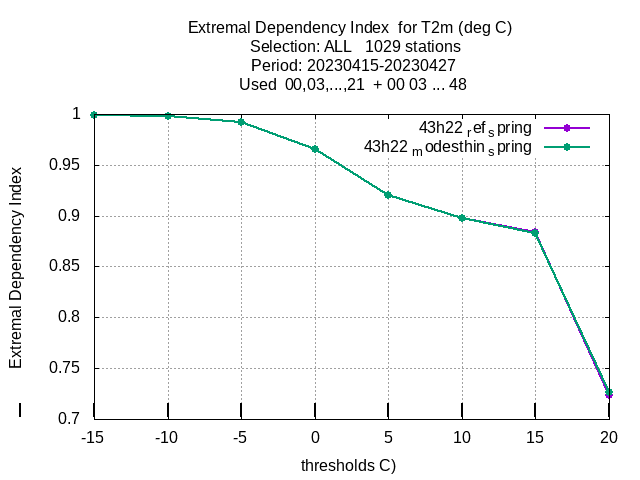 Extremal Dependency Index  for T2m (deg C)
Selection: ALL   1029 stations
Period: 20230415-20230427
Used  00,03,...,21  + 00 03 ... 48
43h22 ref spring
43h22 modesthin spring
1
0.95
0.9
0.85
0.8
0.75
0.7
Extremal Dependency Index
-15 -10 -5 0 5 10 15 20
thresholds C)